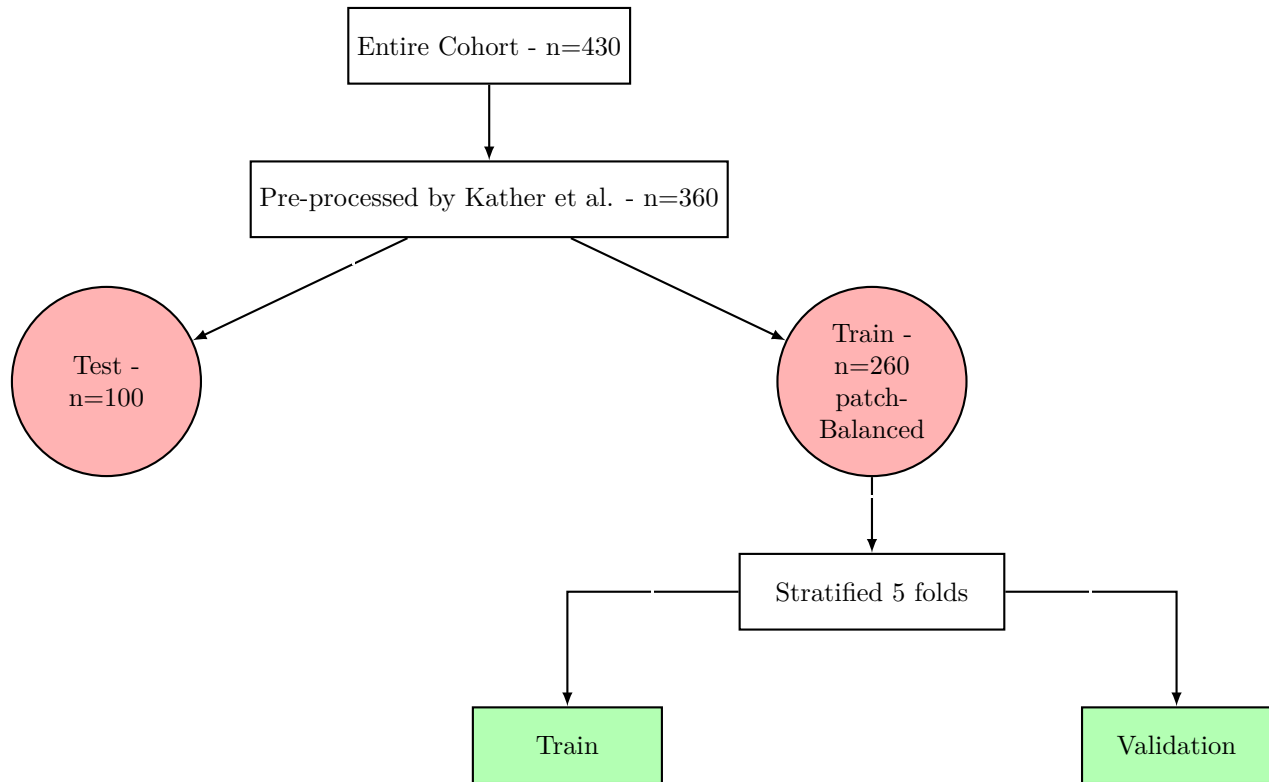 Entire Cohort - n=430
Pre-processed by Kather et al. - n=360
Test -
n=100
Train -
n=260
patch-
Balanced
Stratified 5 folds
Train
Validation